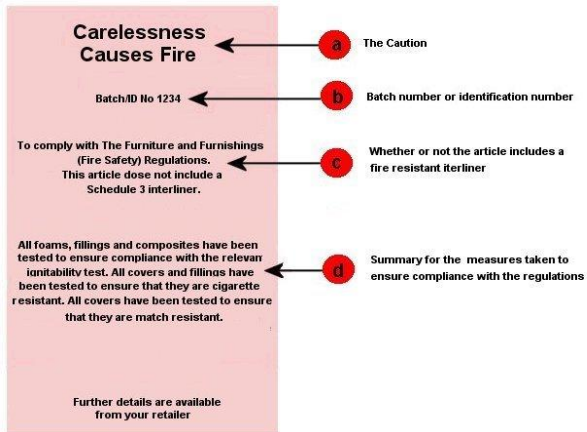 Carelessness
Causes Fire
a
The Caution
Batch/ID No 1234
b
Batch number or identification number
To comply with The Furniture and Furnishings
(Fire Safety) Regulations.
This article dose not include a
Schedule 3 interliner.
c
Whether or not the article includes a
fire resistant iterliner
All foams, fillings and composites have been
tested to ensure compliance with the relevant
ignitability test. All covers and fillings have
been tested to ensure that they are cigarette
resistant. All covers have been tested to ensure
that they are match resistant.
d
Summary for the measures taken to
ensure compliance with the regulations
Further details are available
from your retailer